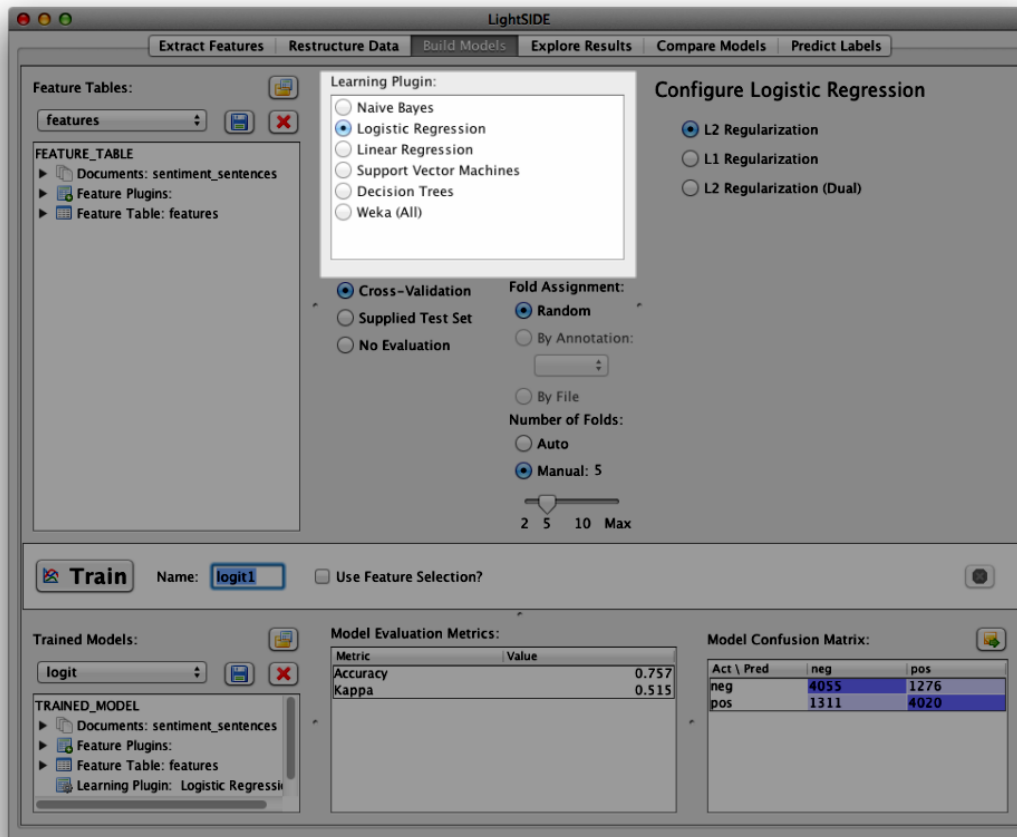 LightSIDE
Extract Features Restructure Data Build Models Explore Results Compare Models Predict Labels
Feature Tables:
features
FEATURE_TABLE
Documents: sentiment_sentences
Feature Plugins:
Feature Table: features
Learning Plugin:
Naive Bayes
Logistic Regression
Linear Regression
Support Vector Machines
Decision Trees
Weka (All)
Configure Logistic Regression
L2 Regularization
L1 Regularization
L2 Regularization (Dual)
Cross-Validation
Supplied Test Set
No Evaluation
Fold Assignment:
Random
By Annotation:
By File
Number of Folds:
Auto
Manual: 5
2 5 10 Max
Train Name: logit1 Use Feature Selection?
Trained Models:
logit
TRAINED_MODEL
Documents: sentiment_sentences
Feature Plugins:
Feature Table: features
Learning Plugin: Logistic Regressi
Model Evaluation Metrics:
Metric Value
Accuracy 0.757
Kappa 0.515
Model Confusion Matrix:
Act \ Pred neg pos
neg 4055 1276
pos 1311 4020